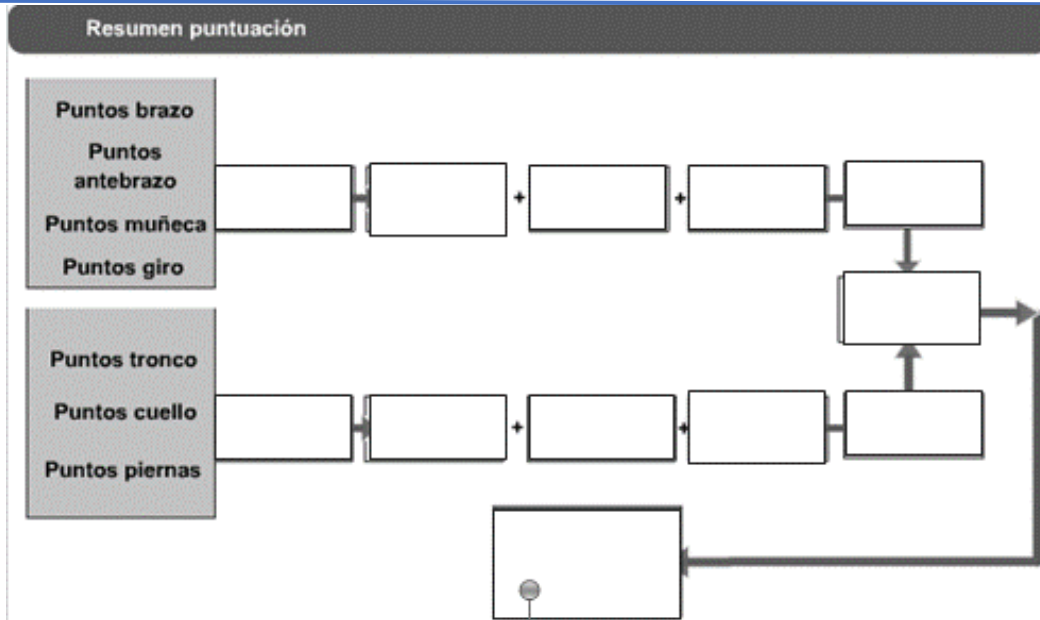 Resumen puntuación
Puntos brazo
Puntos
antebrazo
Puntos muñeca
Puntos giro
+
+
Puntos tronco
Puntos cuello
Puntos piernas
+
+